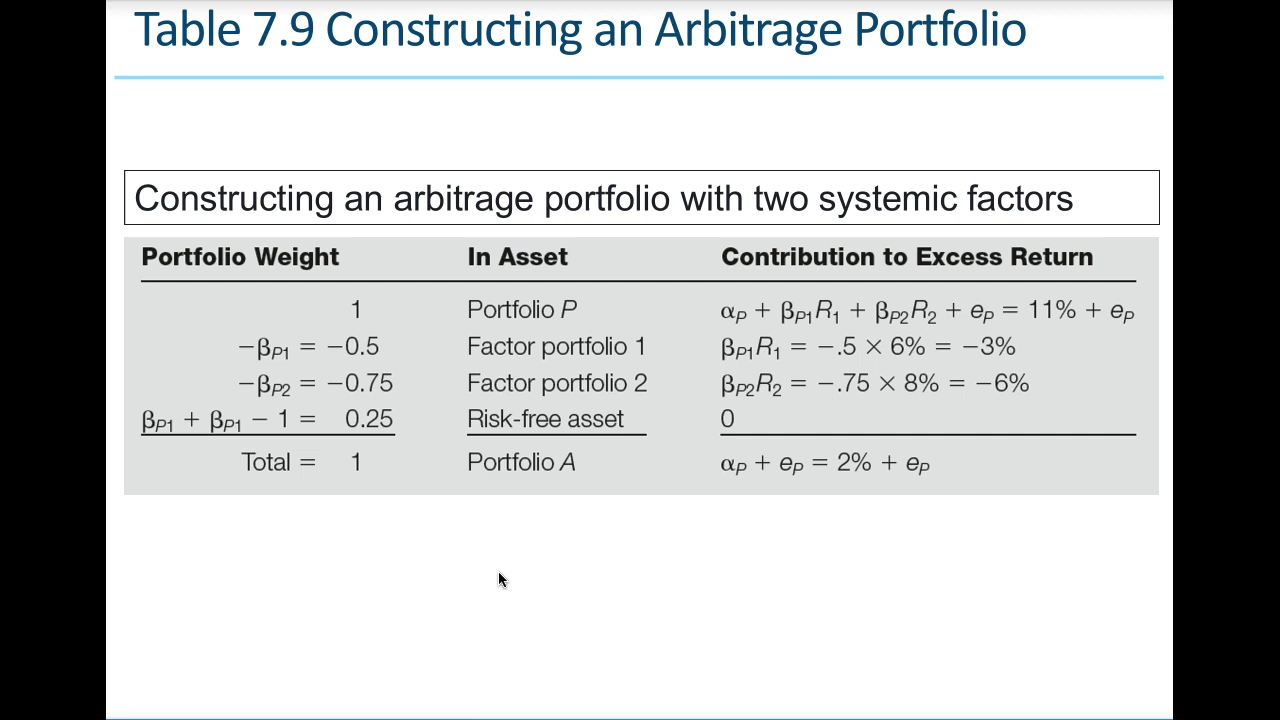 Table 7.9 Constructing an Arbitrage Portfolio
Constructing an arbitrage portfolio with two systemic factors
Portfolio Weight In Asset Contribution to Excess Return
1 Portfolio P αP + βP1R1 + βP2R2 + eP = 11% + eP
−βP1 = −0.5 Factor portfolio 1 βP1R1 = −.5 × 6% = −3%
−βP2 = −0.75 Factor portfolio 2 βP2R2 = −.75 × 8% = −6%
βP1 + βP1 − 1 = 0.25 Risk-free asset 0
Total = 1 Portfolio A αP + eP = 2% + eP